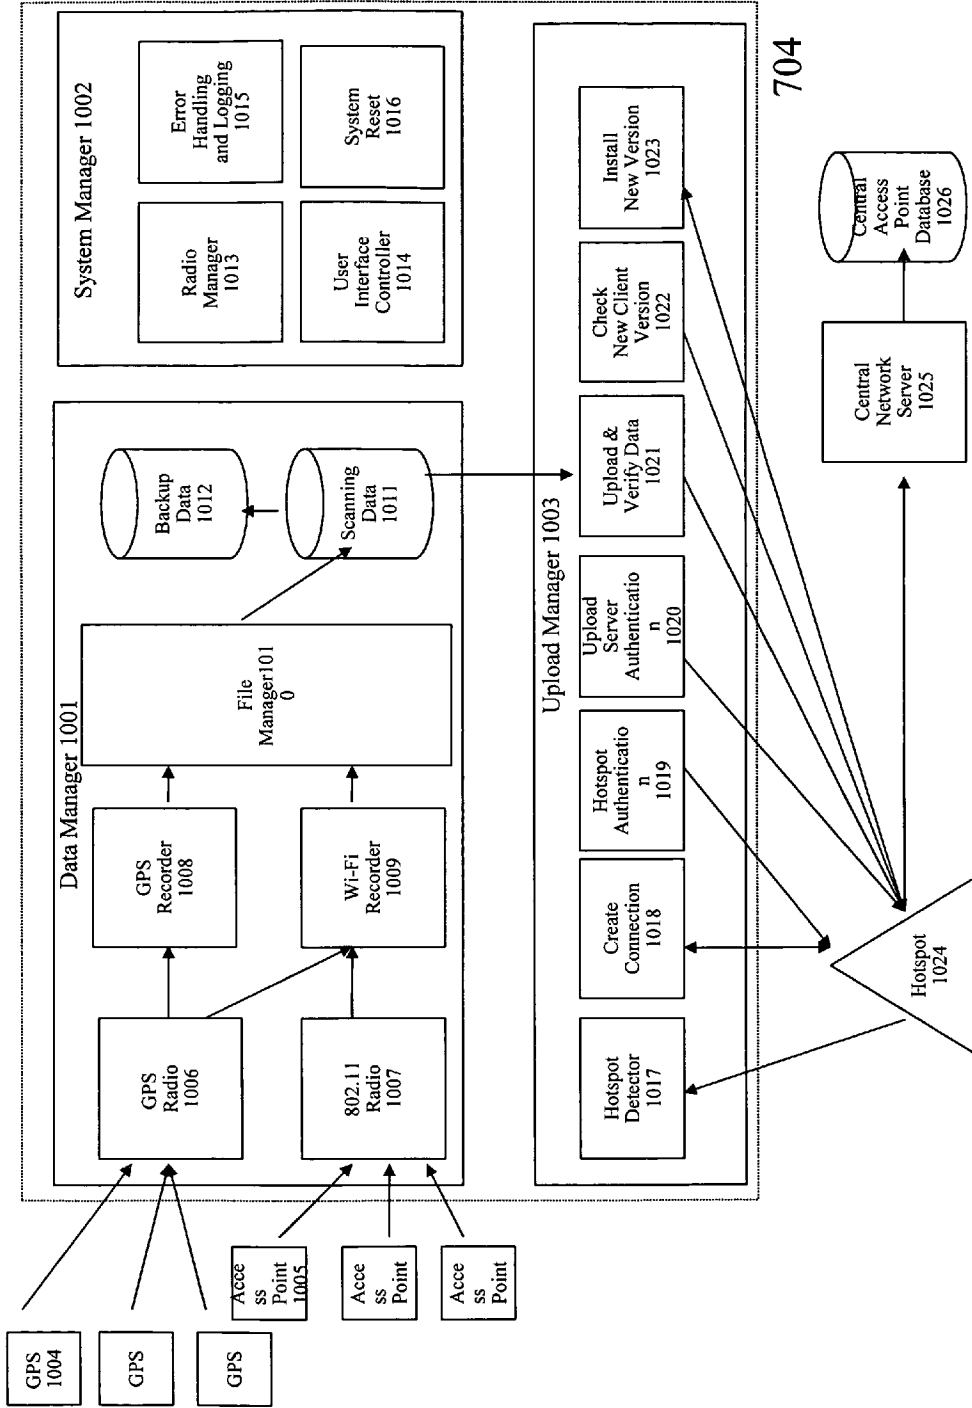 Data Manager 1001
System Manager 1002
GPS
1004
GPS
GPS
Acce
ss
Point
1005
Acce
ss
Point
Acce
ss
Point
GPS
Radio
1006
802.11
Radio
1007
GPS
Recorder
1008
Wi-Fi
Recorder
1009
File
Manager101
0
Backup
Data
1012
Scanning
Data
1011
Radio
Manager
1013
Error
Handling
and Logging
1015
User
Interface
Controller
1014
System
Reset
1016
Upload Manager 1003
Hotspot
Detector
1017
Create
Connection
1018
Hotspot
Authenticatio
n
1019
Upload
Server
Authenticatio
n
1020
Upload &
Verify Data
1021
Check
New Client
Version
1022
Install
New Version
1023
704
Hotspot
1024
Central
Network
Server
1025
Central
Access
Point
Database
1026